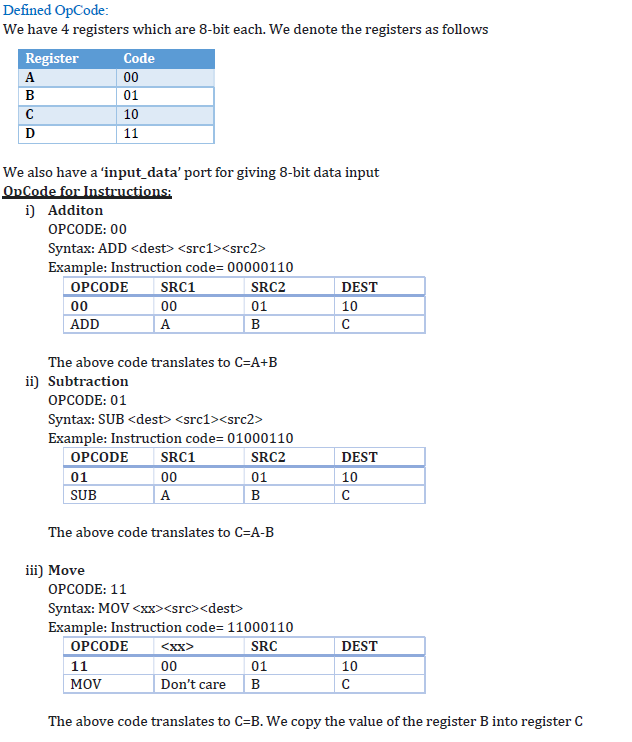 Defined OpCode:
We have 4 registers which are 8-bit each. We denote the registers as follows
Register Code
A 00
B 01
C 10
D 11
We also have a ‘input_data’ port for giving 8-bit data input
OpCode for Instructions:
i) Additon
OPCODE: 00
Syntax: ADD <dest> <src1><src2>
Example: Instruction code= 00000110
OPCODE SRC1 SRC2 DEST
00 00 01 10
ADD A B C
The above code translates to C=A+B
ii) Subtraction
OPCODE: 01
Syntax: SUB <dest> <src1><src2>
Example: Instruction code= 01000110
OPCODE SRC1 SRC2 DEST
01 00 01 10
SUB A B C
The above code translates to C=A-B
iii) Move
OPCODE: 11
Syntax: MOV <xx><src><dest>
Example: Instruction code= 11000110
OPCODE <xx> SRC DEST
11 00 01 10
MOV Don’t care B C
The above code translates to C=B. We copy the value of the register B into register C